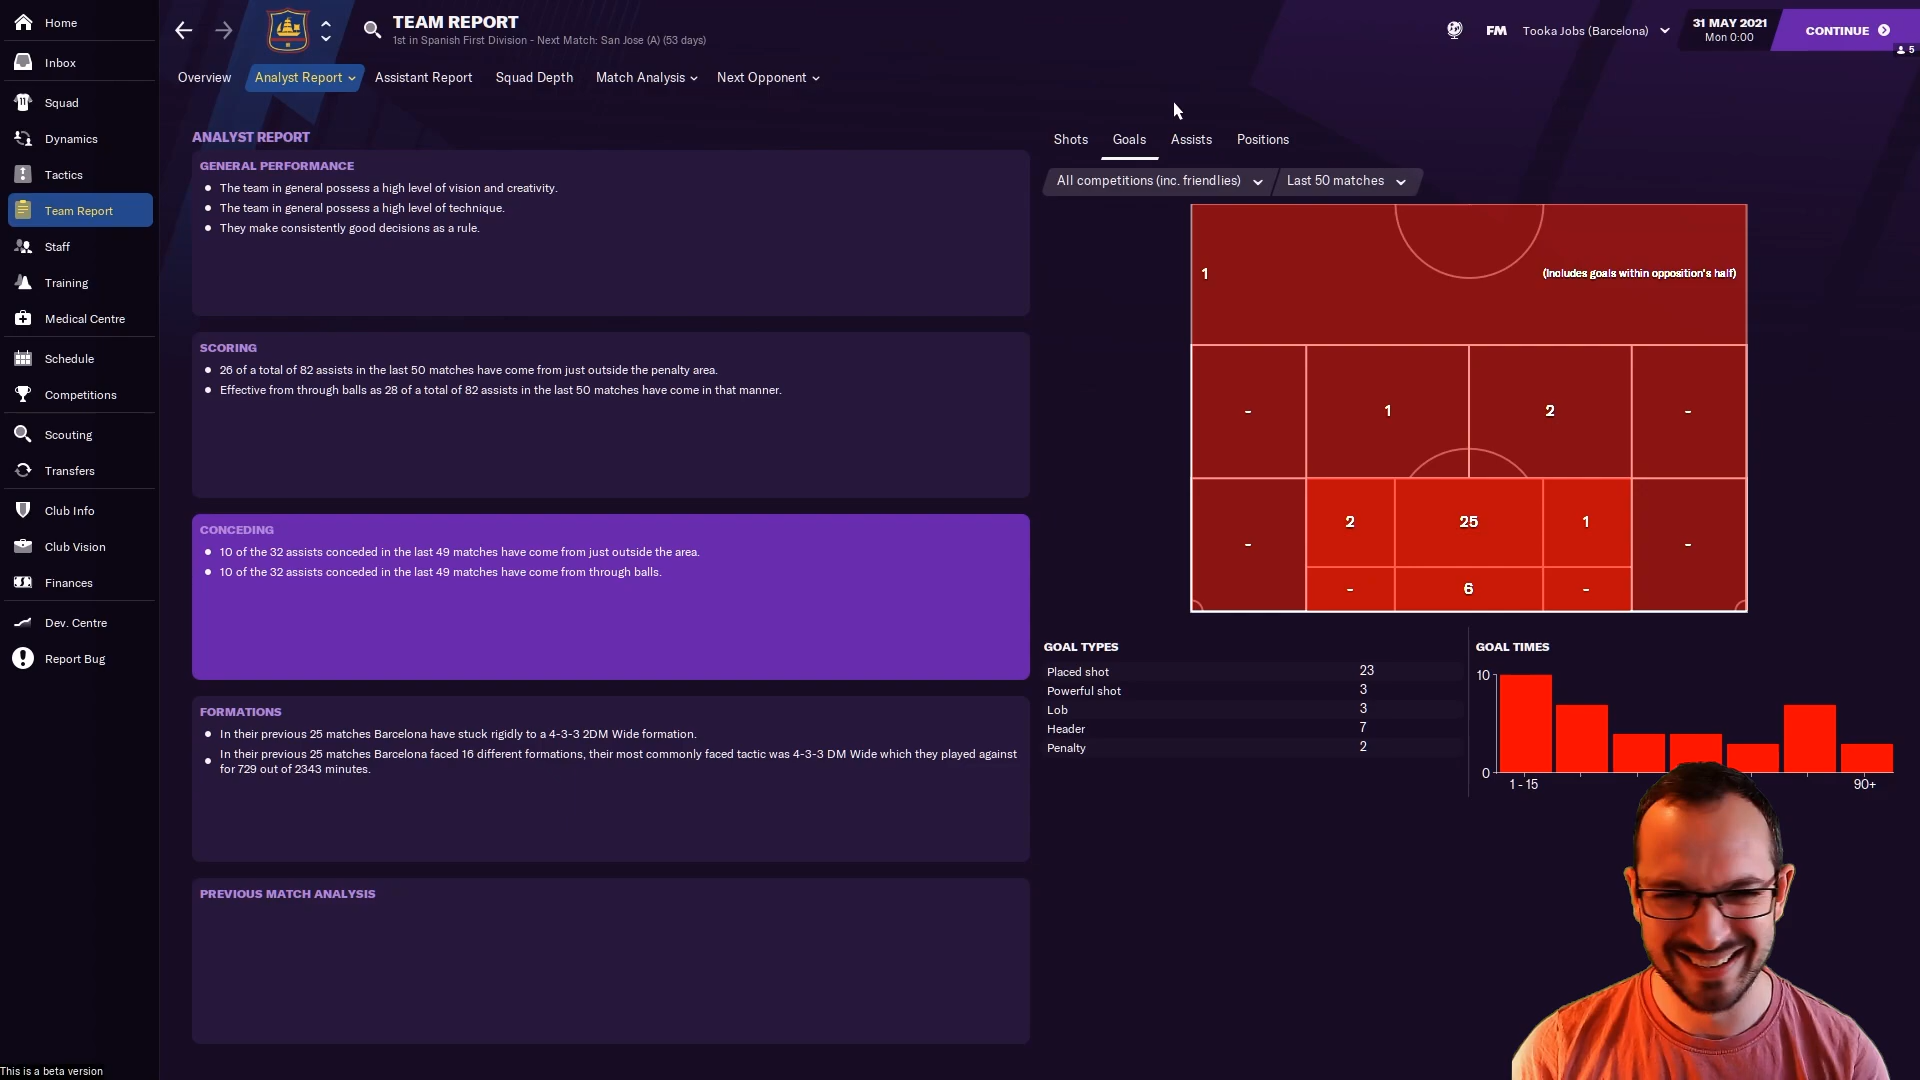 Home
Inbox
Squad
Dynamics
Tactics
Team Report
Staff
Training
Medical Centre
Schedule
Competitions
Scouting
Transfers
Club Info
Club Vision
Finances
Dev. Centre
Report Bug
This is a beta version
TEAM REPORT
1st in Spanish First Division - Next Match: San Jose (A) (53 days)
FM
Tooka Jobs (Barcelona)
31 MAY 2021
Mon 0:00
CONTINUE
5
Overview
Analyst Report
Assistant Report
Squad Depth
Match Analysis
Next Opponent
ANALYST REPORT
GENERAL PERFORMANCE
The team in general possess a high level of vision and creativity.
The team in general possess a high level of technique.
They make consistently good decisions as a rule.
SCORING
26 of a total of 82 assists in the last 50 matches have come from just outside the penalty area.
Effective from through balls as 28 of a total of 82 assists in the last 50 matches have come in that manner.
CONCEDING
10 of the 32 assists conceded in the last 49 matches have come from just outside the area.
10 of the 32 assists conceded in the last 49 matches have come from through balls.
FORMATIONS
In their previous 25 matches Barcelona have stuck rigidly to a 4-3-3 2DM Wide formation.
In their previous 25 matches Barcelona faced 16 different formations, their most commonly faced tactic was 4-3-3 DM Wide which they played against
for 729 out of 2343 minutes.
PREVIOUS MATCH ANALYSIS
Shots
Goals
Assists
Positions
All competitions (inc. friendlies)
Last 50 matches
1
(Includes goals within opposition's half)
- 1 2 -
2 25 1
- -
- 6 -
GOAL TYPES
Placed shot 23
Powerful shot 3
Lob 3
Header 7
Penalty 2
GOAL TIMES
10
0
1 - 15
90+